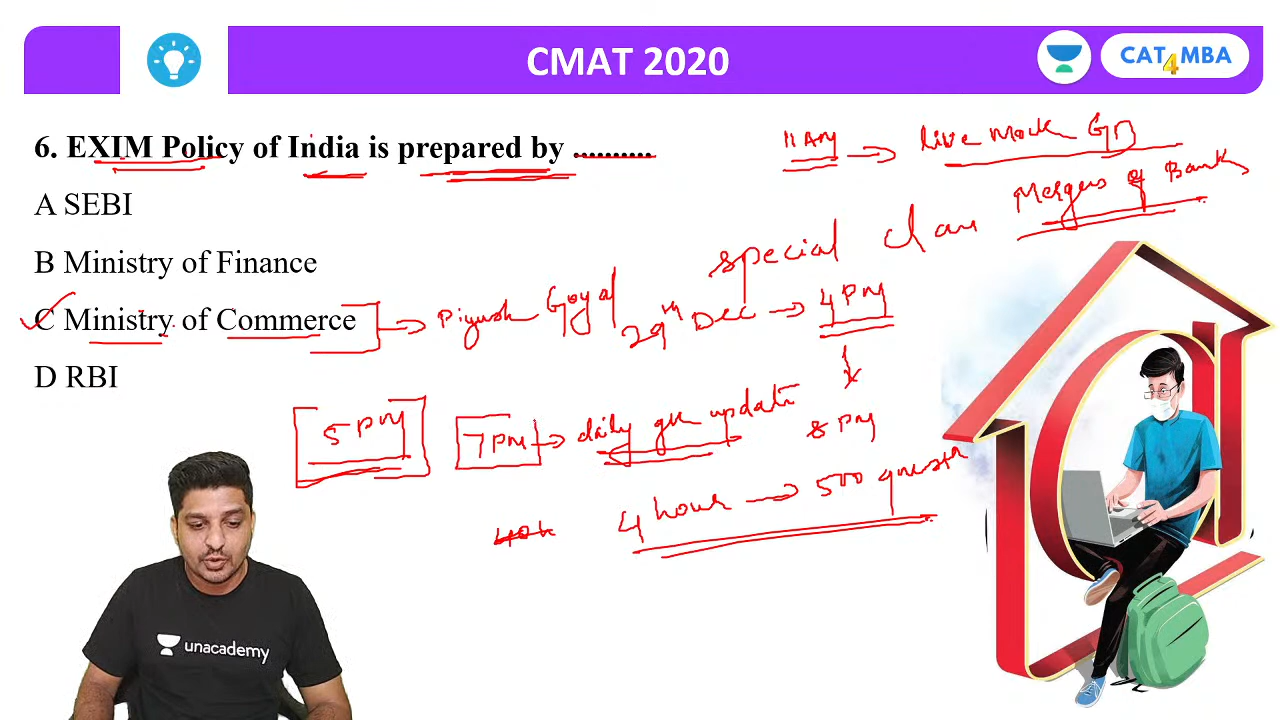 CMAT 2020
CAT4MBA
6. EXIM Policy of India is prepared by ..........
A SEBI
B Ministry of Finance
C Ministry of Commerce
D RBI
11 AM → live Mock GD
Mergers of Banks
special class
Piyush Goyal
29th Dec → 4 PM
8 PM
5 PM
7 PM → daily gk update
4 hour → 500 question
unacademy